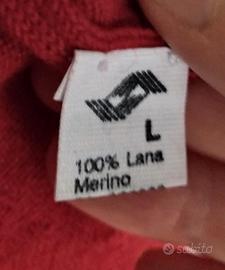 L
100% Lana
Merino
subito